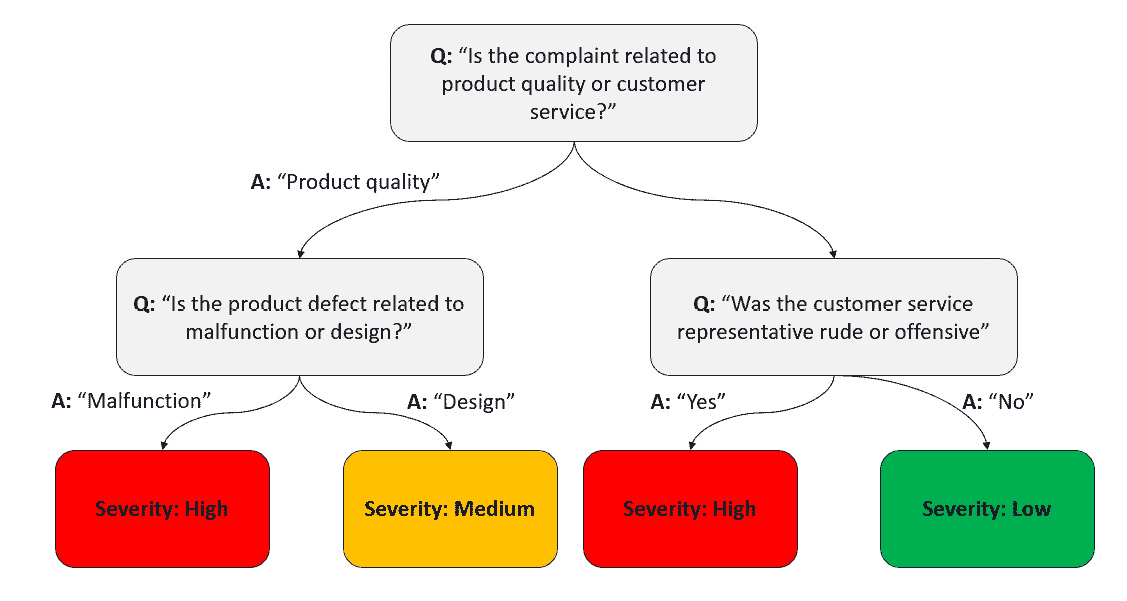 Q: “Is the complaint related to
product quality or customer
service?”
A: “Product quality”
Q: “Is the product defect related to
malfunction or design?”
Q: “Was the customer service
representative rude or offensive”
A: “Malfunction”
A: “Design”
A: “Yes”
A: “No”
Severity: High
Severity: Medium
Severity: High
Severity: Low